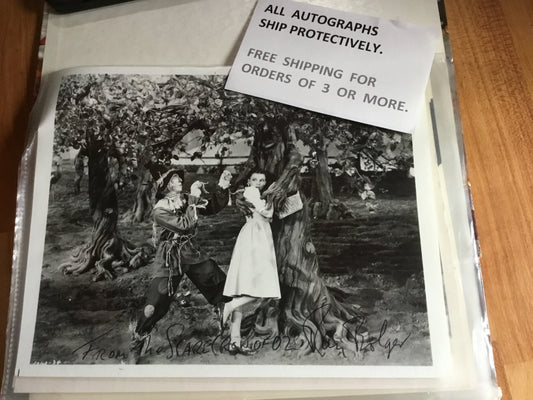 ALL AUTOGRAPHS
SHIP PROTECTIVELY.
FREE SHIPPING FOR
ORDERS OF 3 OR MORE.
From the SCARECROW of OZ Ray Bolger